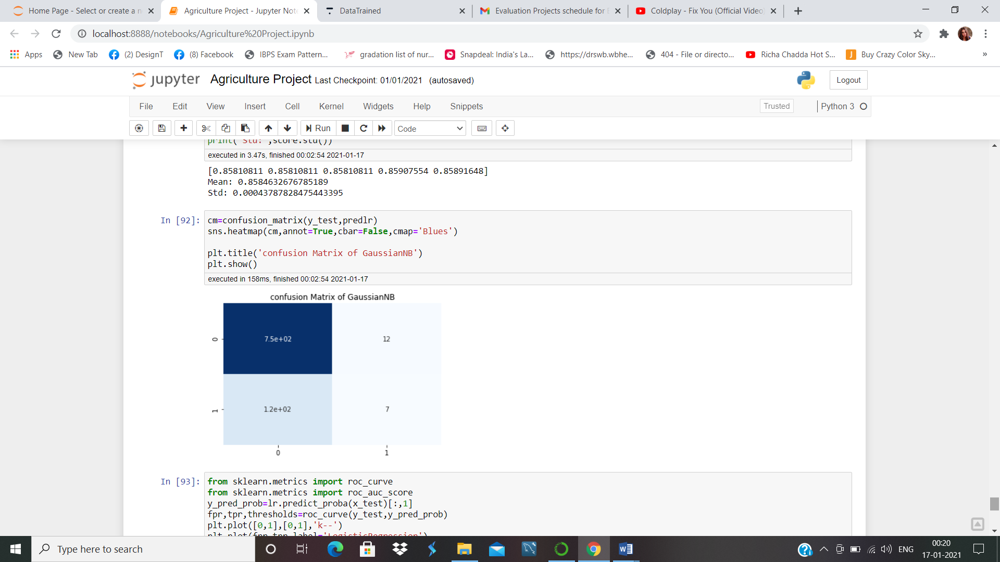 Home Page - Select or create a n
Agriculture Project - Jupyter Note
DataTrained
Evaluation Projects schedule for
Coldplay - Fix You (Official Video)
localhost:8888/notebooks/Agriculture%20Project.ipynb
Apps
New Tab
(2) DesignT
(8) Facebook
IBPS Exam Pattern...
gradation list of nur...
Snapdeal: India's La...
https://drswb.wbhe...
404 - File or directo...
Richa Chadda Hot S...
Buy Crazy Color Sky...
»
jupyter Agriculture Project Last Checkpoint: 01/01/2021 (autosaved)
Logout
File Edit View Insert Cell Kernel Widgets Help Snippets
Trusted
Python 3
Run
Code
print("Std:",score.std())
executed in 3.47s, finished 00:02:54 2021-01-17
[0.85810811 0.85810811 0.85810811 0.85907554 0.85891648]
Mean: 0.8584632676785189
Std: 0.00043787828475443395
In [92]:
cm=confusion_matrix(y_test,predlr)
sns.heatmap(cm,annot=True,cbar=False,cmap='Blues')
plt.title('confusion Matrix of GaussianNB')
plt.show()
executed in 158ms, finished 00:02:54 2021-01-17
confusion Matrix of GaussianNB
0
7.5e+02
12
1
1.2e+02
7
0
1
In [93]:
from sklearn.metrics import roc_curve
from sklearn.metrics import roc_auc_score
y_pred_prob=lr.predict_proba(x_test)[:,1]
fpr,tpr,thresholds=roc_curve(y_test,y_pred_prob)
plt.plot([0,1],[0,1],'k--')
plt.plot(fpr,tpr,label='LogisticRegression')
Type here to search
ENG
00:20
17-01-2021